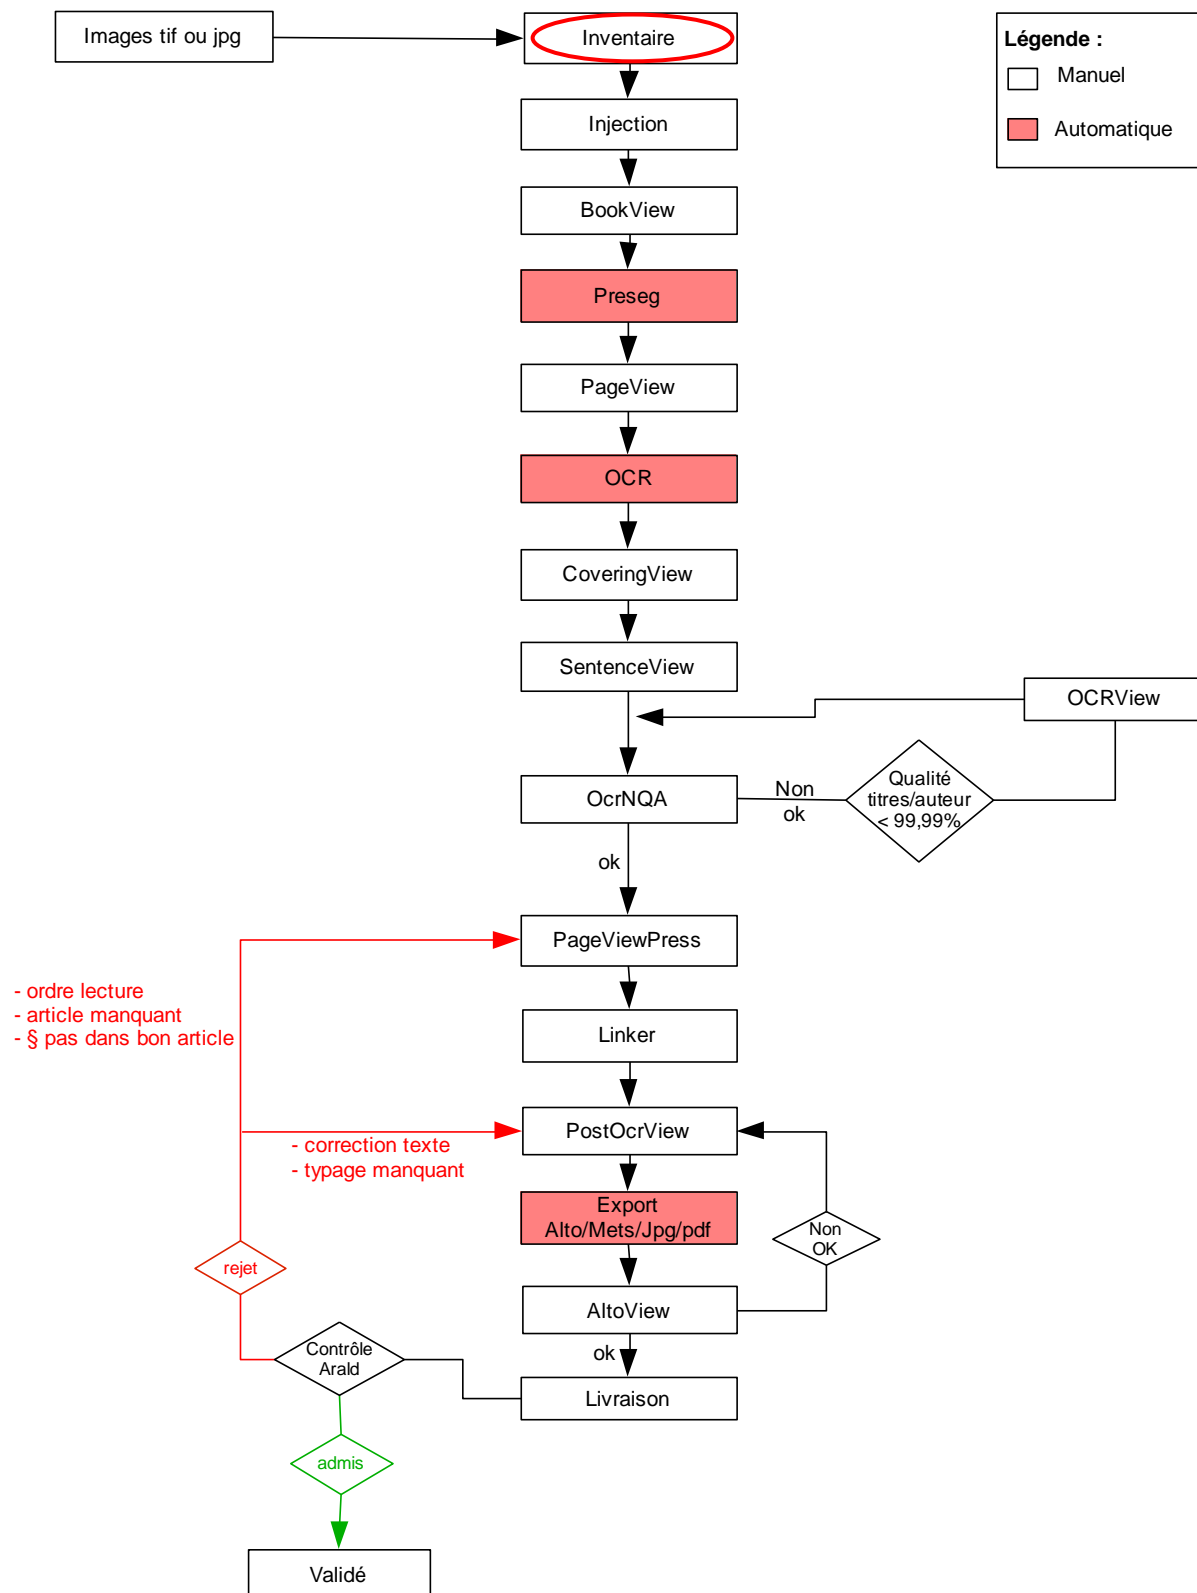 Images tif ou jpg
Inventaire
Légende :
Manuel
Automatique
Injection
BookView
Preseg
PageView
OCR
CoveringView
SentenceView
OCRView
OcrNQA
Non
ok
Qualité
titres/auteur
< 99,99%
ok
PageViewPress
- ordre lecture
- article manquant
- § pas dans bon article
Linker
PostOcrView
- correction texte
- typage manquant
Export
Alto/Mets/Jpg/pdf
Non
OK
rejet
AltoView
ok
Contrôle
Arald
Livraison
admis
Validé